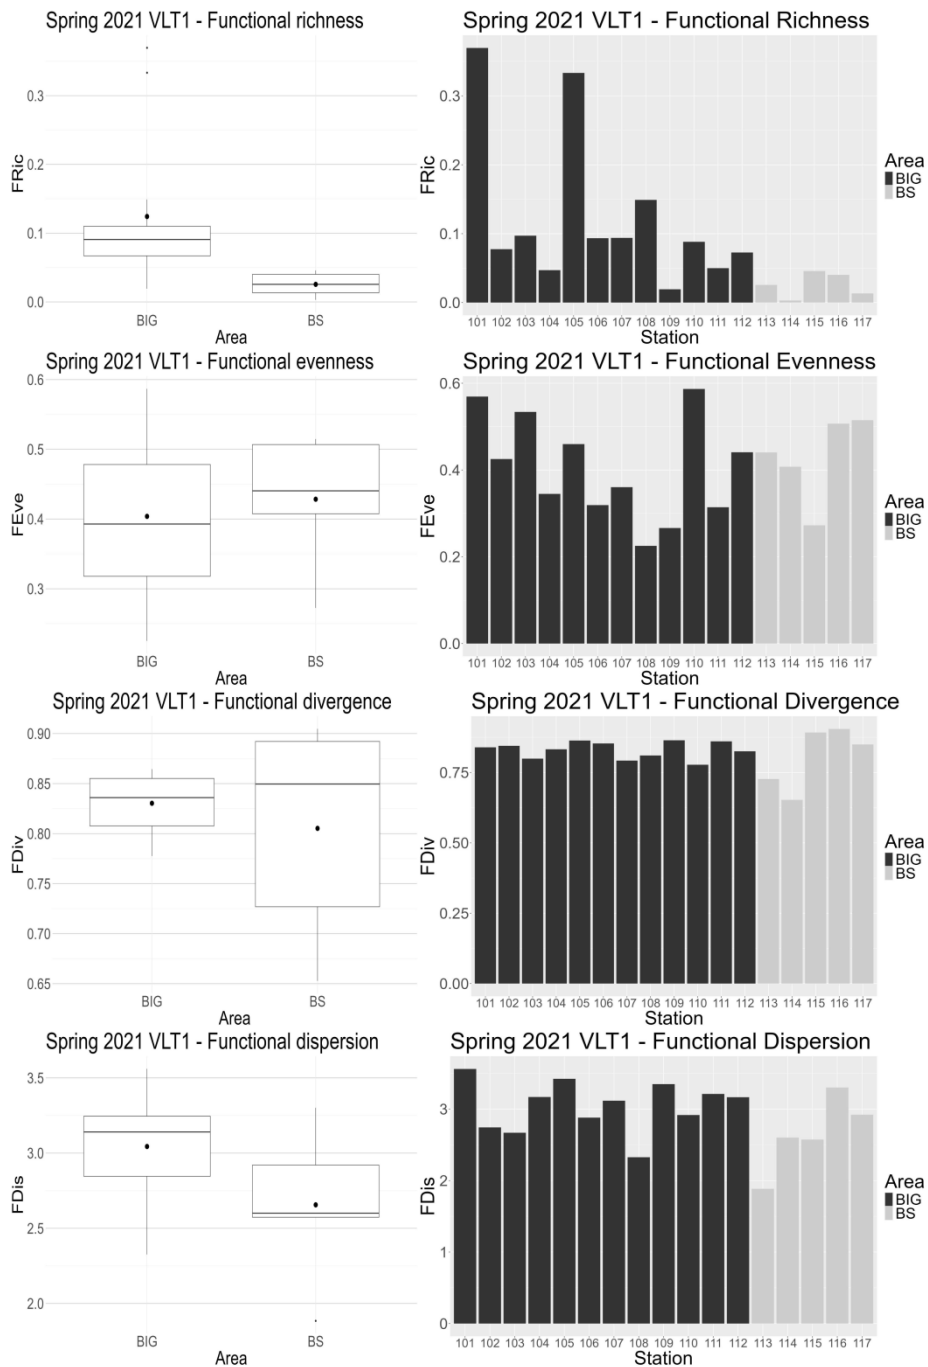 Spring 2021 VLT1 - Functional richness
FRic
0.3
0.2
0.1
0.0
BIG BS
Area
Spring 2021 VLT1 - Functional Richness
FRic
0.3
0.2
0.1
0.0
101 102 103 104 105 106 107 108 109 110 111 112 113 114 115 116 117
Station
Area
BIG
BS
Spring 2021 VLT1 - Functional evenness
FEve
0.6
0.5
0.4
0.3
BIG BS
Area
Spring 2021 VLT1 - Functional Evenness
FEve
0.6
0.4
0.2
0.0
101 102 103 104 105 106 107 108 109 110 111 112 113 114 115 116 117
Station
Area
BIG
BS
Spring 2021 VLT1 - Functional divergence
FDiv
0.90
0.85
0.80
0.75
0.70
0.65
BIG BS
Area
Spring 2021 VLT1 - Functional Divergence
FDiv
0.75
0.50
0.25
0.00
101 102 103 104 105 106 107 108 109 110 111 112 113 114 115 116 117
Station
Area
BIG
BS
Spring 2021 VLT1 - Functional dispersion
FDis
3.5
3.0
2.5
2.0
BIG BS
Area
Spring 2021 VLT1 - Functional Dispersion
FDis
3
2
1
0
101 102 103 104 105 106 107 108 109 110 111 112 113 114 115 116 117
Station
Area
BIG
BS